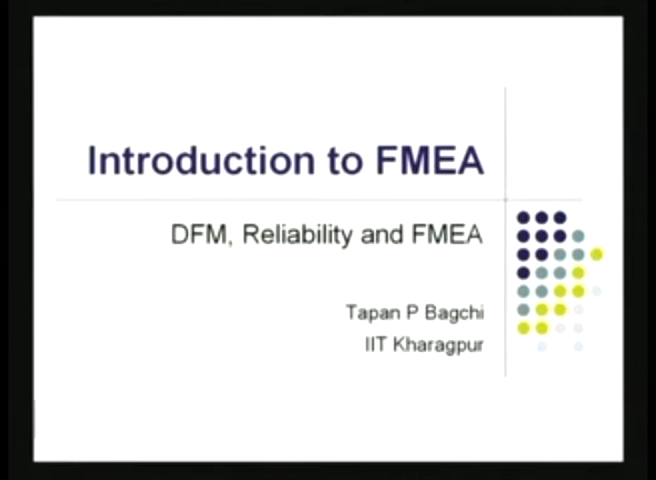 Introduction to FMEA
DFM, Reliability and FMEA
Tapan P Bagchi
IIT Kharagpur